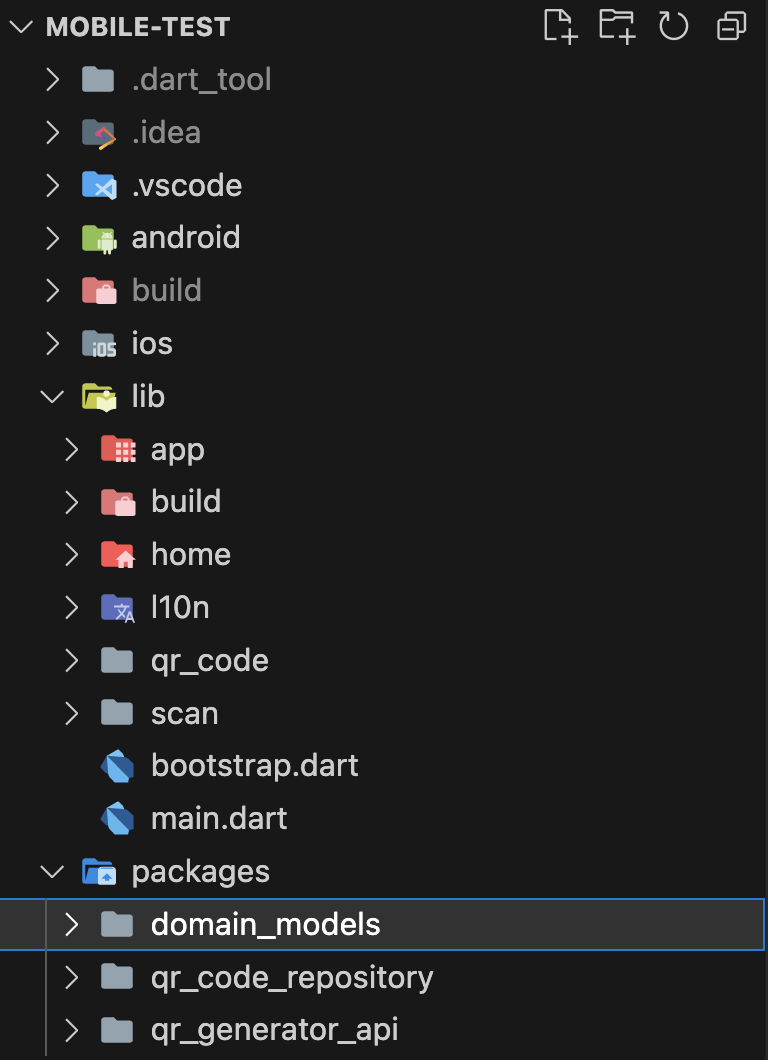 MOBILE-TEST
.dart_tool
.idea
.vscode
android
build
iOS
ios
lib
app
build
home
l10n
qr_code
scan
bootstrap.dart
main.dart
packages
domain_models
qr_code_repository
qr_generator_api